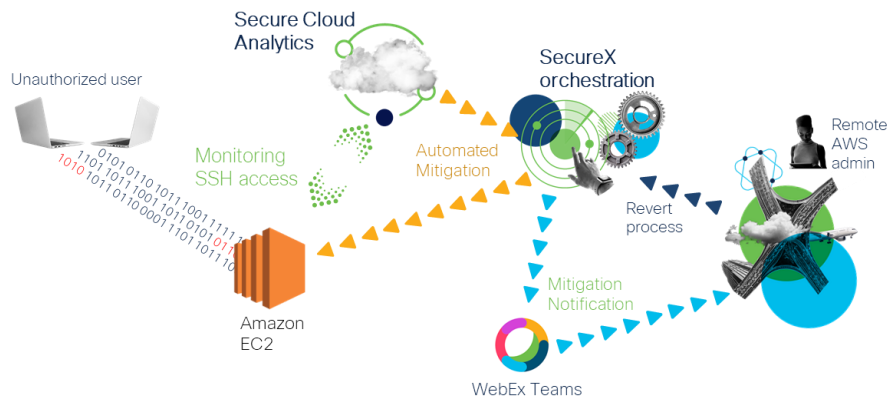 Secure Cloud
Analytics
SecureX
orchestration
Unauthorized user
Remote
AWS
admin
Monitoring
SSH access
Automated
Mitigation
Revert
process
Mitigation
Notification
Amazon
EC2
WebEx Teams